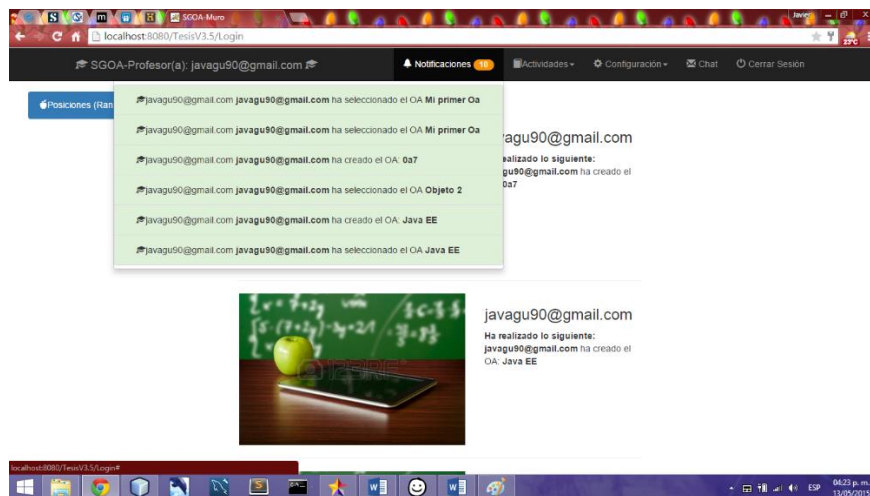 SGOA-Muro
Javier
localhost:8080/TesisV3.5/Login
23°C
SGOA-Profesor(a): javagu90@gmail.com
Notificaciones 10
Actividades
Configuración
Chat
Cerrar Sesión
Posiciones (Ran
javagu90@gmail.com javagu90@gmail.com ha seleccionado el OA Mi primer Oa
javagu90@gmail.com javagu90@gmail.com ha seleccionado el OA Mi primer Oa
javagu90@gmail.com javagu90@gmail.com ha creado el OA: 0a7
javagu90@gmail.com javagu90@gmail.com ha seleccionado el OA Objeto 2
javagu90@gmail.com javagu90@gmail.com ha creado el OA: Java EE
javagu90@gmail.com javagu90@gmail.com ha seleccionado el OA Java EE
vagu90@gmail.com
ealizado lo siguiente:
gu90@gmail.com ha creado el
0a7
javagu90@gmail.com
Ha realizado lo siguiente:
javagu90@gmail.com ha creado el
OA: Java EE
123RF
localhost:8080/TesisV3.5/Login#
ESP
04:23 p. m.
13/05/2015